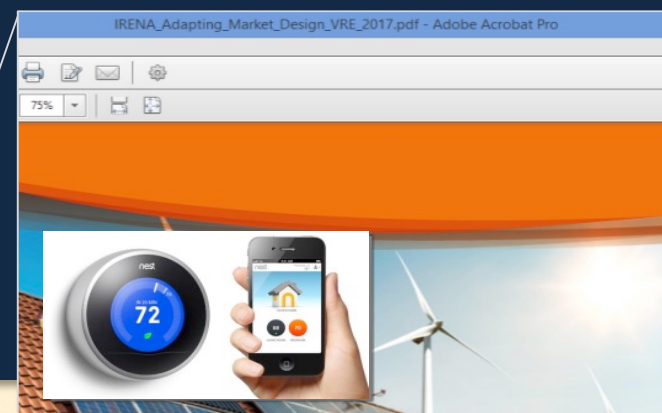 IRENA_Adapting_Market_Design_VRE_2017.pdf - Adobe Acrobat Pro
75%
nest
nest
72